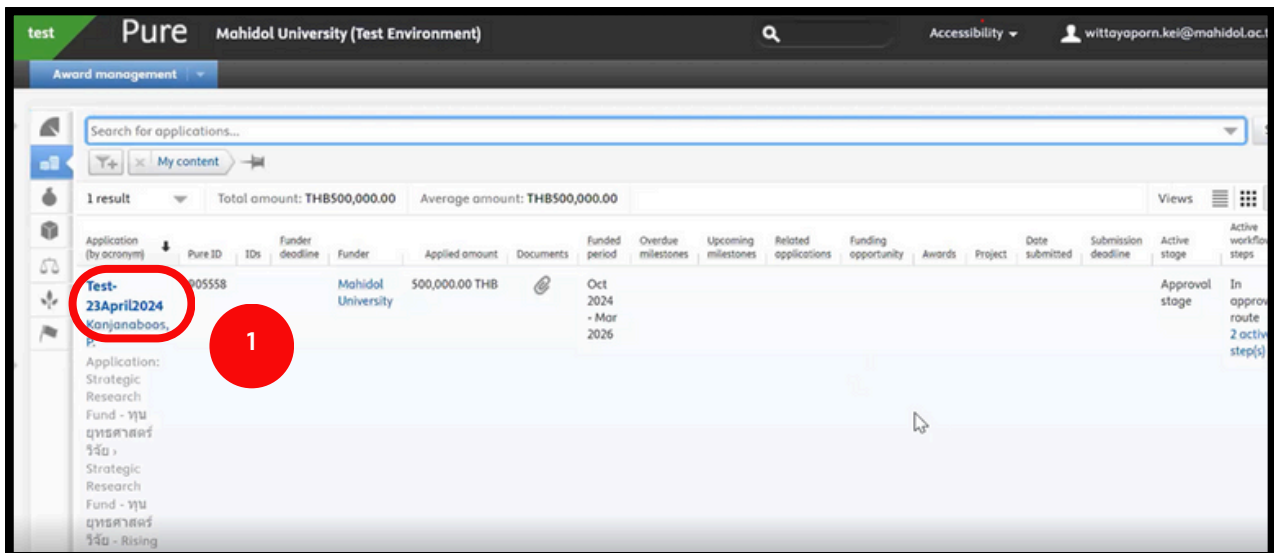 test
Pure Mahidol University (Test Environment)
Accessibility
wittayaporn.kei@mahidol.ac.t
Award management
Search for applications...
My content
1 result Total amount: THB500,000.00 Average amount: THB500,000.00 Views
Application (by acronym) Pure ID IDs Funder deadline Funder Applied amount Documents Funded period Overdue milestones Upcoming milestones Related applications Funding opportunity Awards Project Date submitted Submission deadline Active stage Active workflow steps
Test- 905558 Mahidol 500,000.00 THB Oct Approval In
23April2024 University 2024 stage approv
Kanjanaboos, - Mar route
P. 2026 2 activ
step(s)
1
Application:
Strategic
Research
Fund - ทุน
ยุทธศาสตร์
วิจัย ›
Strategic
Research
Fund - ทุน
ยุทธศาสตร์
วิจัย - Rising